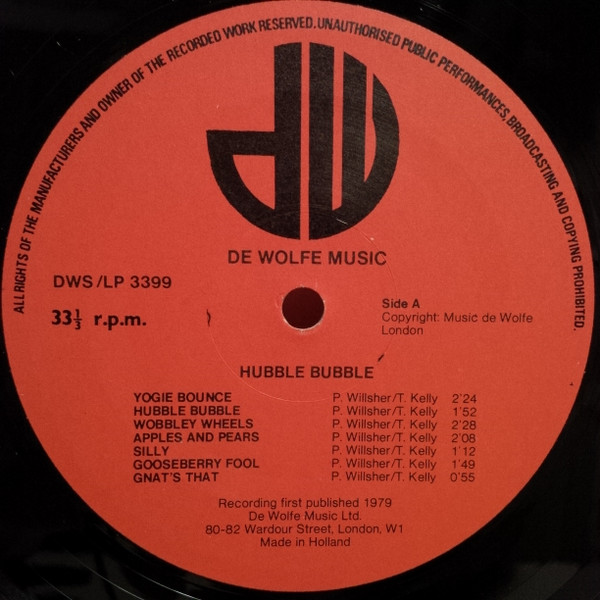 ALL RIGHTS OF THE MANUFACTURERS AND OWNER OF THE RECORDED WORK RESERVED. UNAUTHORISED PUBLIC PERFORMANCES, BROADCASTING AND COPYING PROHIBITED.
dW
DE WOLFE MUSIC
DWS/LP 3399
33⅓ r.p.m.
Side A
Copyright: Music de Wolfe
London
HUBBLE BUBBLE
YOGIE BOUNCE P. Willsher/T. Kelly 2'24
HUBBLE BUBBLE P. Willsher/T. Kelly 1'52
WOBBLEY WHEELS P. Willsher/T. Kelly 2'28
APPLES AND PEARS P. Willsher/T. Kelly 2'08
SILLY P. Willsher/T. Kelly 1'12
GOOSEBERRY FOOL P. Willsher/T. Kelly 1'49
GNAT'S THAT P. Willsher/T. Kelly 0'55
Recording first published 1979
De Wolfe Music Ltd.
80-82 Wardour Street, London, W1
Made in Holland